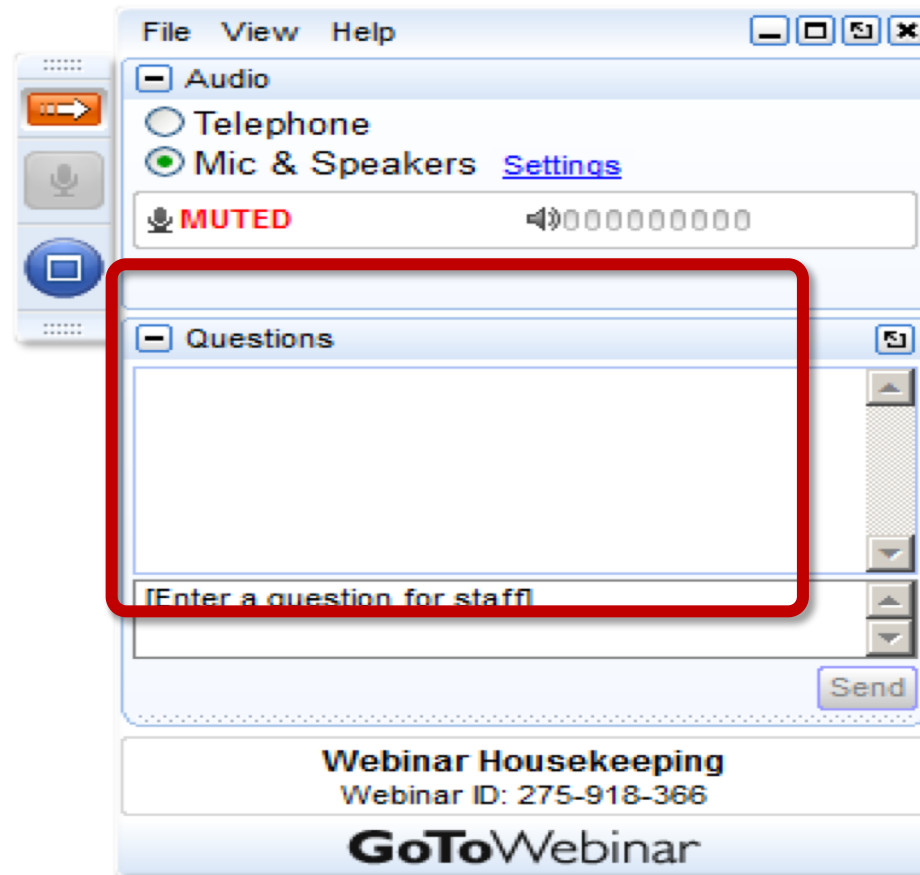 File View Help
Audio
Telephone
Mic & Speakers Settings
MUTED 000000000
Questions
[Enter a question for staff]
Send
Webinar Housekeeping
Webinar ID: 275-918-366
GoToWebinar